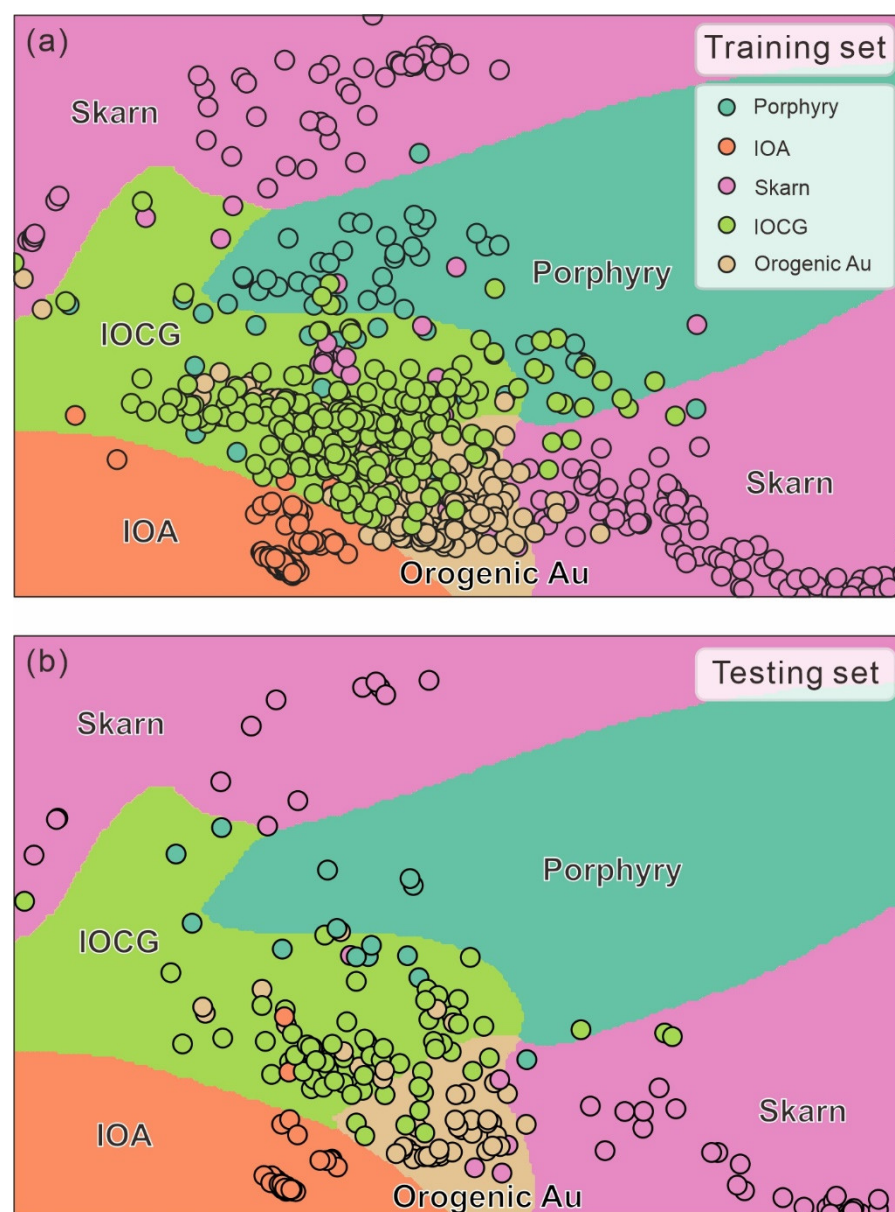 (a)
Training set
Porphyry
IOA
Skarn
IOCG
Orogenic Au
Skarn
Porphyry
IOCG
Skarn
IOA
Orogenic Au
(b)
Testing set
Skarn
Porphyry
IOCG
Skarn
IOA
Orogenic Au